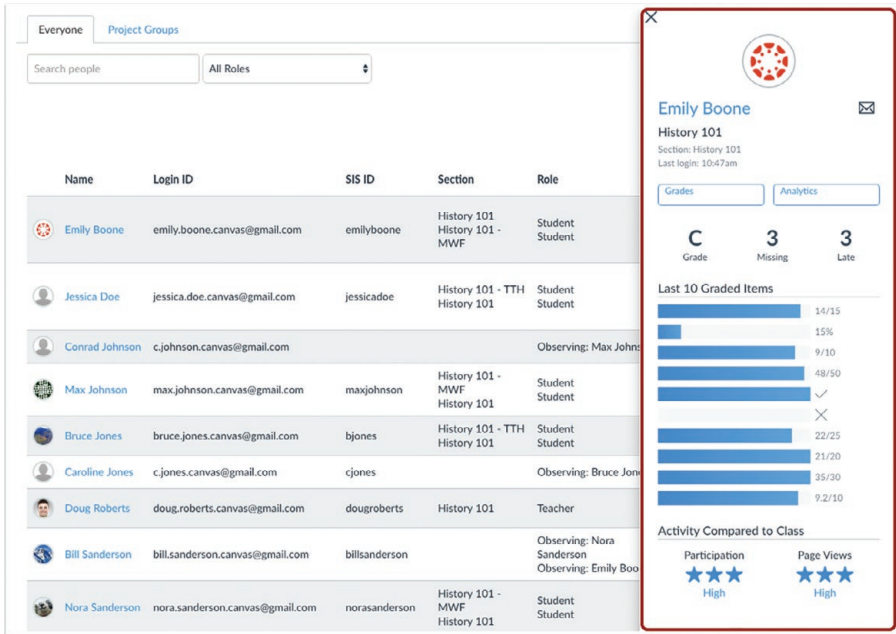 Everyone
Project Groups
Search people
All Roles
Name
Login ID
SIS ID
Section
Role
Emily Boone
emily.boone.canvas@gmail.com
emilyboone
History 101
History 101 -
MWF
Student
Student
Jessica Doe
jessica.doe.canvas@gmail.com
jessicadoe
History 101 - TTH
History 101
Student
Student
Conrad Johnson
c.johnson.canvas@gmail.com
Observing: Max Johns
Max Johnson
max.johnson.canvas@gmail.com
maxjohnson
History 101 -
MWF
History 101
Student
Student
Bruce Jones
bruce.jones.canvas@gmail.com
bjones
History 101 - TTH
History 101
Student
Student
Caroline Jones
c.jones.canvas@gmail.com
cjones
Observing: Bruce Jon
Doug Roberts
doug.roberts.canvas@gmail.com
dougroberts
History 101
Teacher
Bill Sanderson
bill.sanderson.canvas@gmail.com
billsanderson
Observing: Nora
Sanderson
Observing: Emily Boo
Nora Sanderson
nora.sanderson.canvas@gmail.com
norasanderson
History 101 -
MWF
History 101
Student
Student
Emily Boone
History 101
Section: History 101
Last login: 10:47am
Grades
Analytics
C
Grade
3
Missing
3
Late
Last 10 Graded Items
14/15
15%
9/10
48/50
22/25
21/20
35/30
9.2/10
Activity Compared to Class
Participation
High
Page Views
High